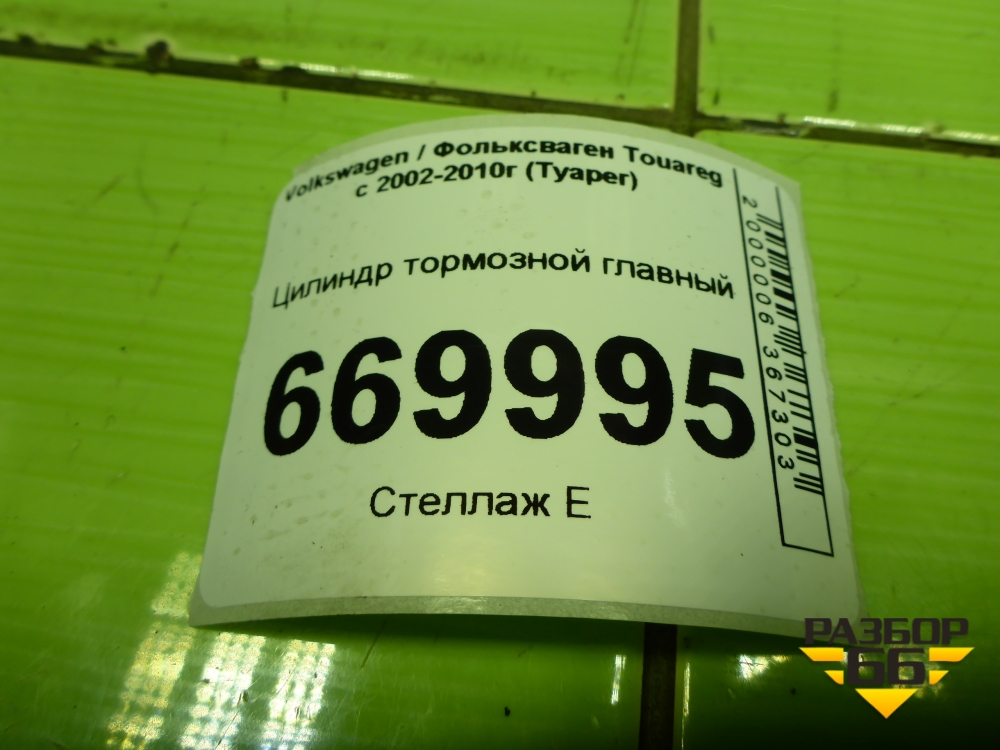 Volkswagen / Фольксваген Touareg
с 2002-2010г (Туарег)
Цилиндр тормозной главный
669995
Стеллаж Е
2000006367303
РАЗБОР
66